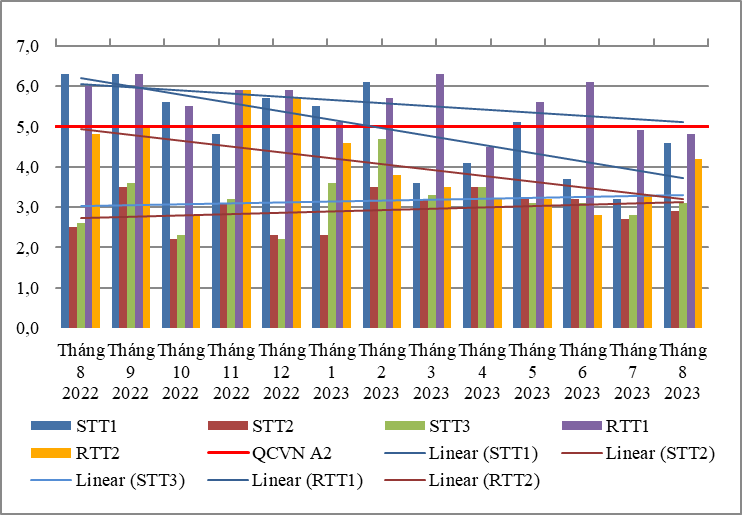 7,0
6,0
5,0
4,0
3,0
2,0
1,0
0,0
Tháng 8 2022
Tháng 9 2022
Tháng 10 2022
Tháng 11 2022
Tháng 12 2022
Tháng 1 2023
Tháng 2 2023
Tháng 3 2023
Tháng 4 2023
Tháng 5 2023
Tháng 6 2023
Tháng 7 2023
Tháng 8 2023
STT1 STT2 STT3 RTT1
RTT2 QCVN A2 Linear (STT1) Linear (STT2)
Linear (STT3) Linear (RTT1) Linear (RTT2)